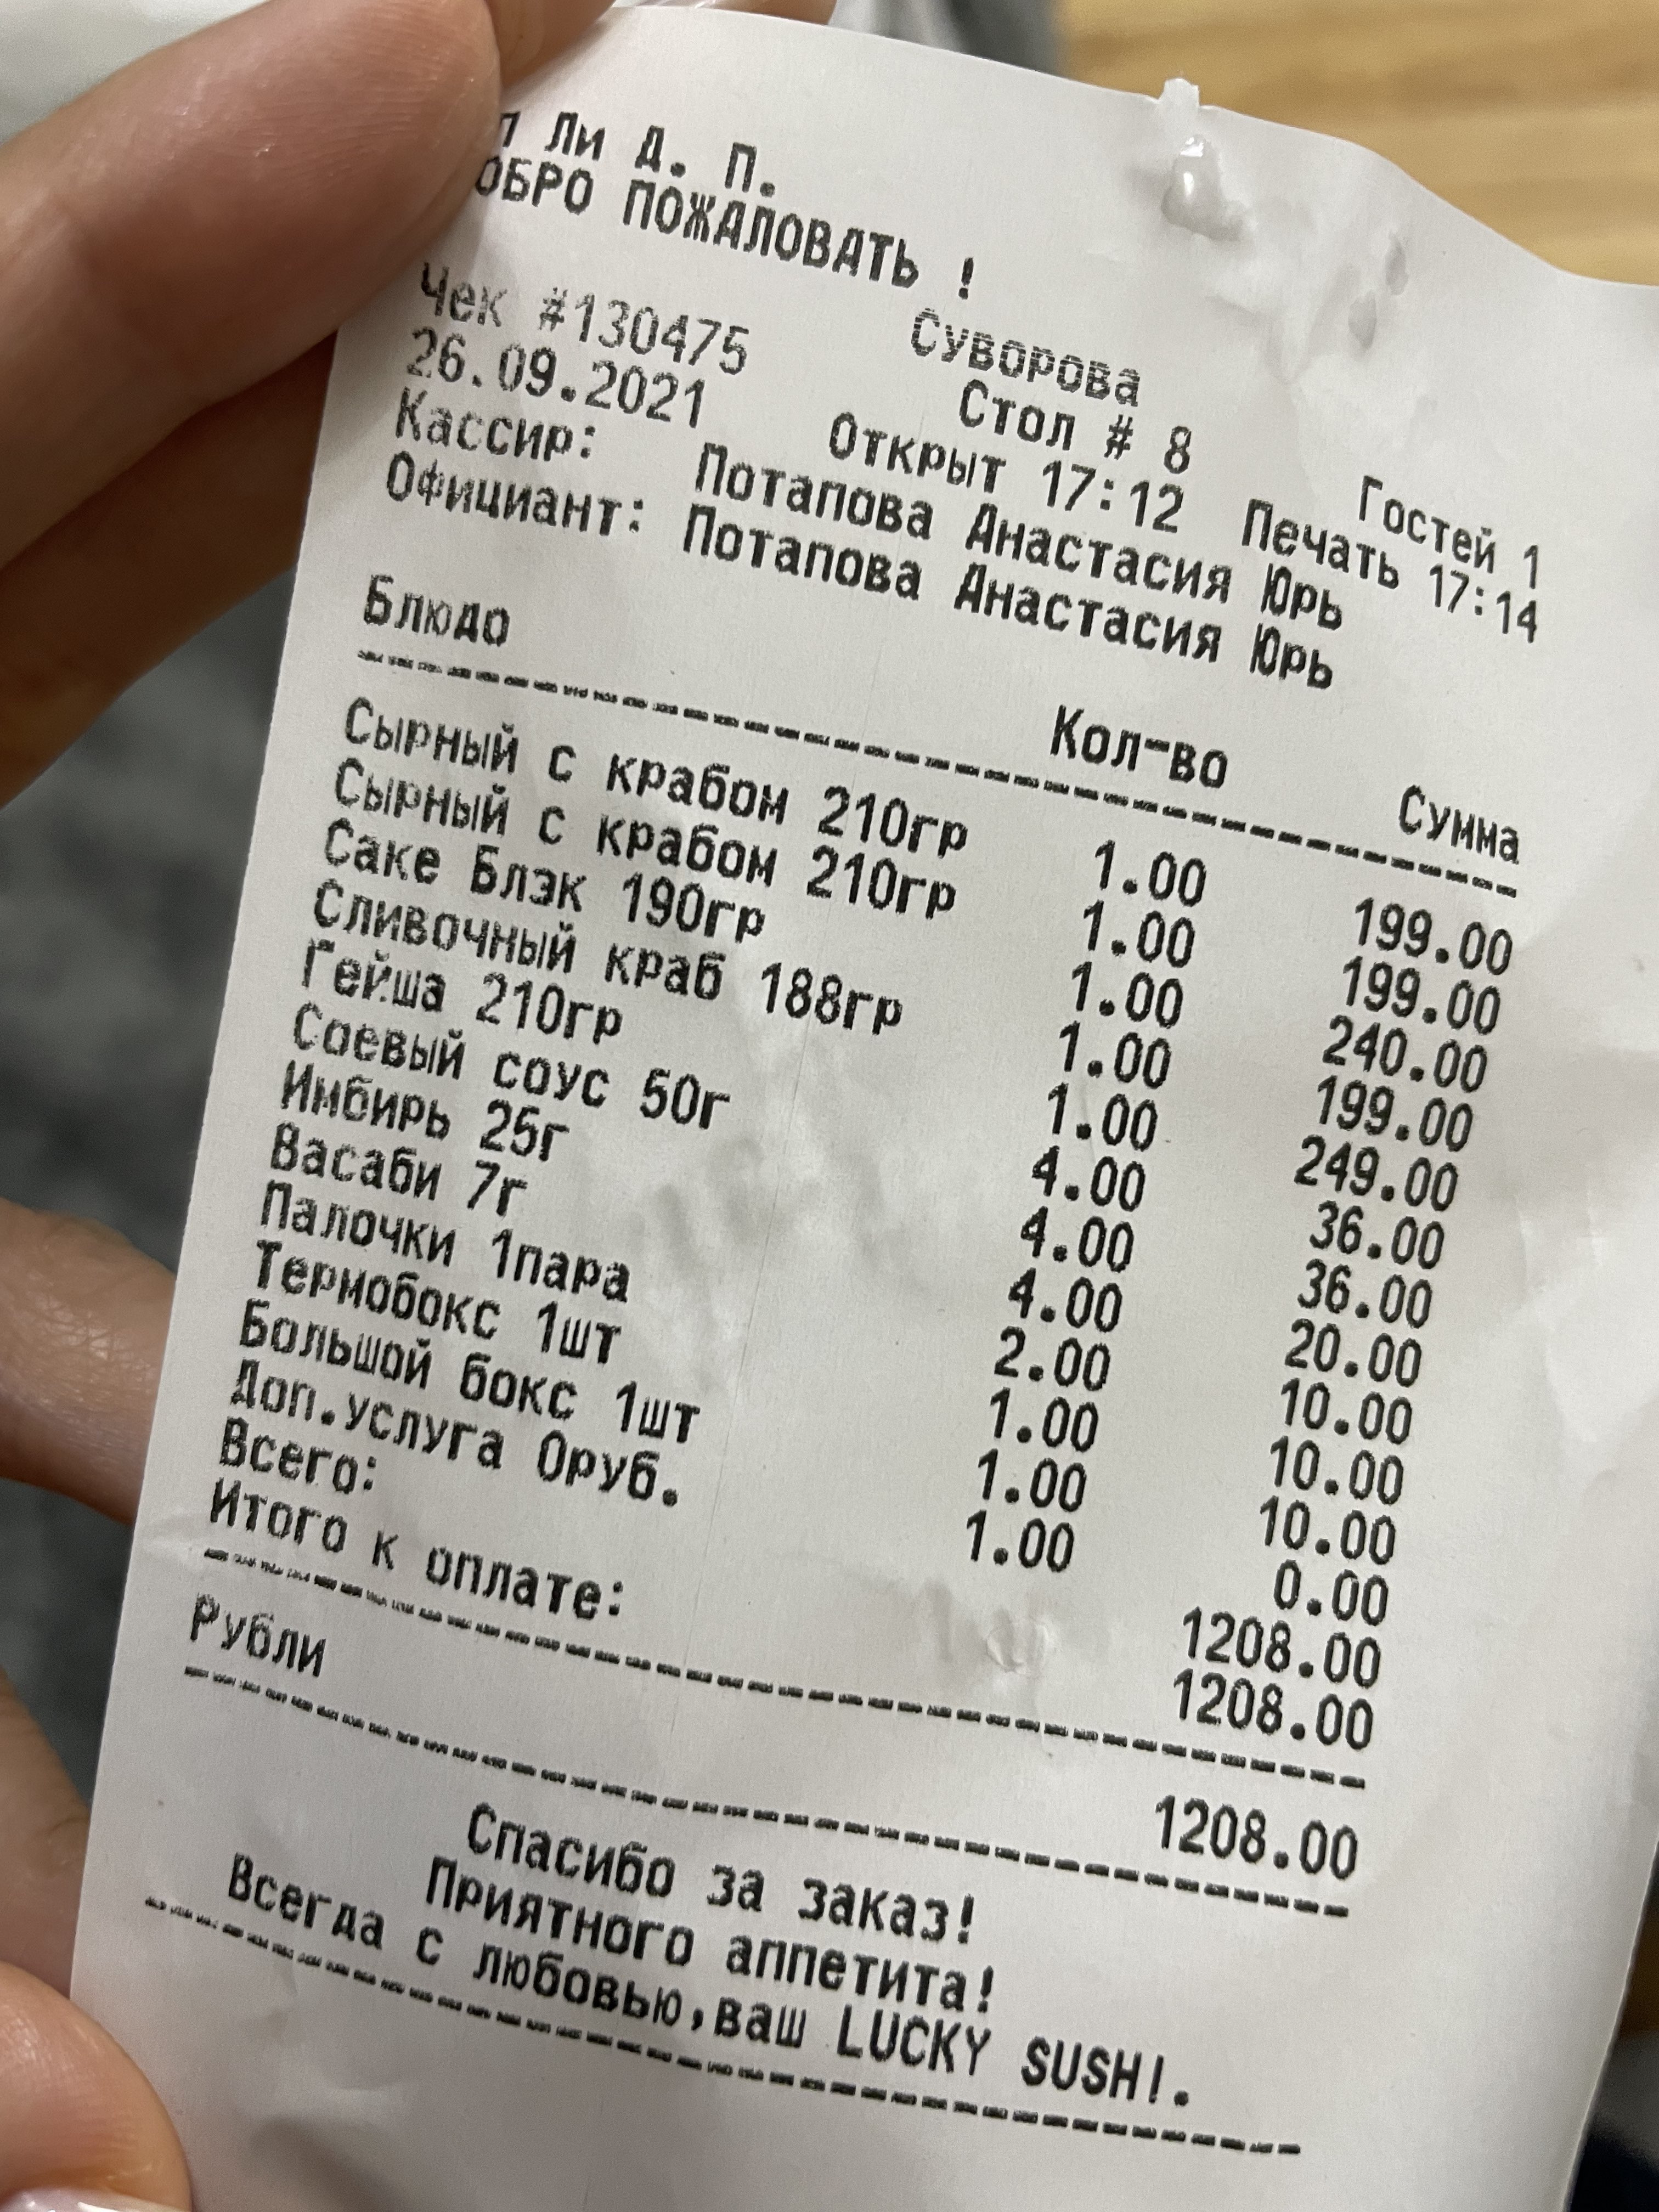 П Ли Д. П.
ОБРО ПОЖАЛОВАТЬ !
Суворова
Чек #130475 Стол # 8 Гостей 1
26.09.2021 Открыт 17:12 Печать 17:14
Кассир: Потапова Анастасия Юрь
Официант: Потапова Анастасия Юрь
Блюдо Кол-во Сумма
Сырный с крабом 210гр 1.00 199.00
Сырный с крабом 210гр 1.00 199.00
Саке Блэк 190гр 1.00 240.00
Сливочный краб 188гр 1.00 199.00
Гейша 210гр 1.00 249.00
Соевый соус 50г 4.00 36.00
Имбирь 25г 4.00 36.00
Васаби 7г 4.00 20.00
Палочки 1пара 2.00 10.00
Термобокс 1шт 1.00 10.00
Большой бокс 1шт 1.00 10.00
Доп.услуга 0руб. 1.00 0.00
Всего: 1208.00
Итого к оплате: 1208.00
Рубли 1208.00
Спасибо за заказ!
Приятного аппетита!
Всегда с любовью,ваш LUCKY SUSHI.